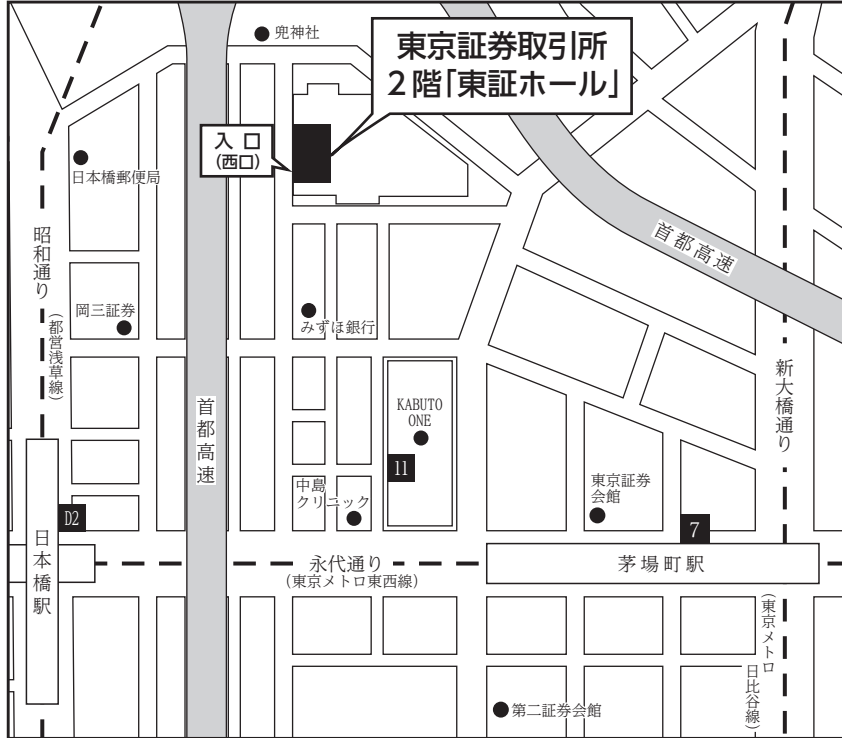 兜神社
東京証券取引所
２階「東証ホール」
入 口
(西口)
日本橋郵便局
昭和通り
(都営浅草線)
首都高速
岡三証券
みずほ銀行
新大橋通り
首都高速
KABUTO
ONE
11
中島
クリニック
東京証券
会館
D2
7
日本橋駅
永代通り
(東京メトロ東西線)
茅場町駅
(東京メトロ
日比谷線)
第二証券会館